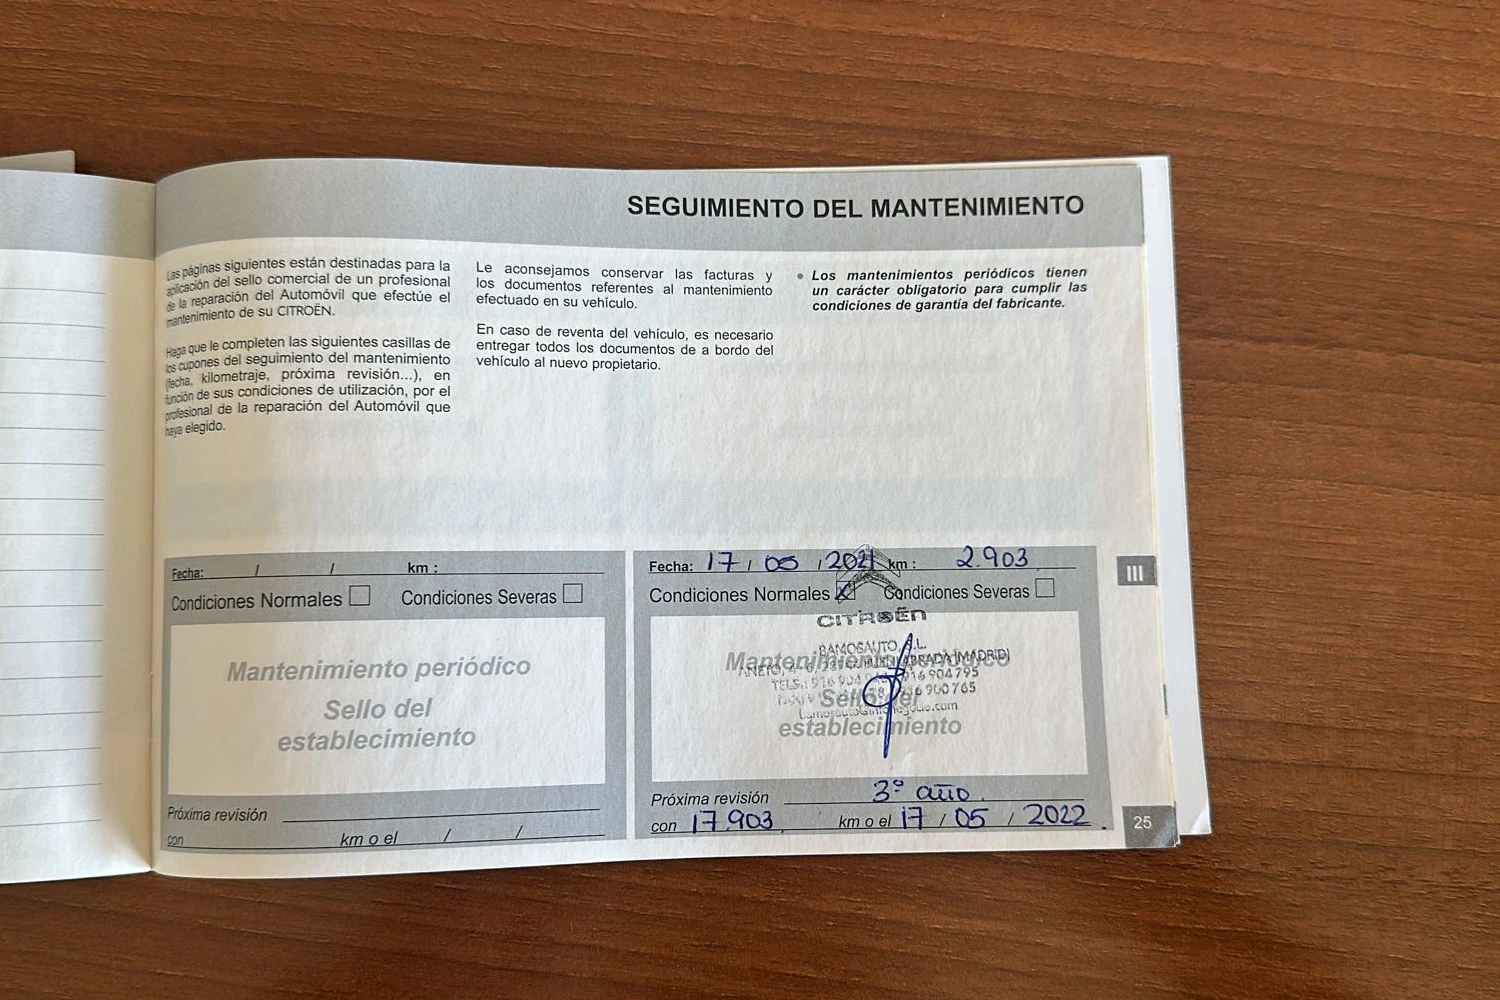 SEGUIMIENTO DEL MANTENIMIENTO
Las páginas siguientes están destinadas para la
aplicación del sello comercial de un profesional
de la reparación del Automóvil que efectúe el
mantenimiento de su CITROËN.
Haga que le completen las siguientes casillas de
los cupones del seguimiento del mantenimiento
(fecha, kilometraje, próxima revisión...), en
función de sus condiciones de utilización, por el
profesional de la reparación del Automóvil que
haya elegido.
Le aconsejamos conservar las facturas y
los documentos referentes al mantenimiento
efectuado en su vehículo.
En caso de reventa del vehículo, es necesario
entregar todos los documentos de a bordo del
vehículo al nuevo propietario.
• Los mantenimientos periódicos tienen
un carácter obligatorio para cumplir las
condiciones de garantía del fabricante.
Fecha: / / km :
Condiciones Normales Condiciones Severas
Mantenimiento periódico
Sello del
establecimiento
Próxima revisión
con km o el / /
Fecha: 17 / 05 / 2021 km : 2.903
Condiciones Normales Condiciones Severas
CITROËN
Mantenimiento periódico
(MADRID)
916 904 795
Sello del
establecimiento
Próxima revisión 3º año
con 17.903 km o el 17 / 05 / 2022
III
25